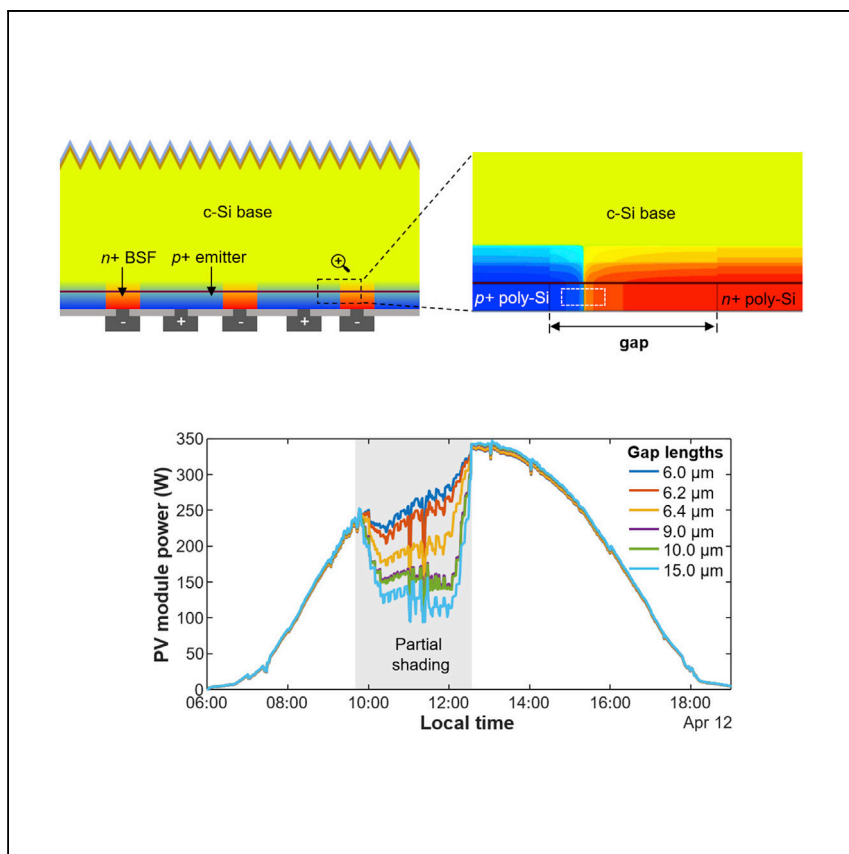 c-Si base
n+ BSF
p+ emitter
-
+
-
+
-
c-Si base
p+ poly-Si
n+ poly-Si
gap
PV module power (W)
350
300
250
200
150
100
50
0
Gap lengths
6.0 µm
6.2 µm
6.4 µm
9.0 µm
10.0 µm
15.0 µm
Partial
shading
06:00 08:00 10:00 12:00 14:00 16:00 18:00
Local time
Apr 12